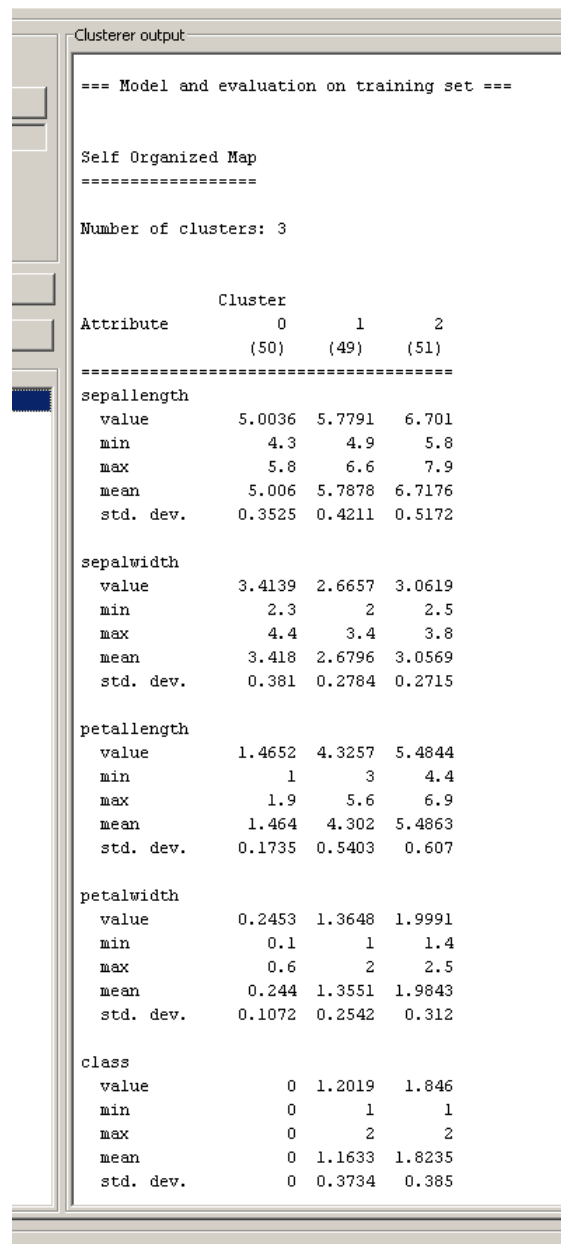 Clusterer output
=== Model and evaluation on training set ===
Self Organized Map
==================
Number of clusters: 3
Cluster
Attribute 0 1 2
(50) (49) (51)
======================================
sepallength
value 5.0036 5.7791 6.701
min 4.3 4.9 5.8
max 5.8 6.6 7.9
mean 5.006 5.7878 6.7176
std. dev. 0.3525 0.4211 0.5172
sepalwidth
value 3.4139 2.6657 3.0619
min 2.3 2 2.5
max 4.4 3.4 3.8
mean 3.418 2.6796 3.0569
std. dev. 0.381 0.2784 0.2715
petallength
value 1.4652 4.3257 5.4844
min 1 3 4.4
max 1.9 5.6 6.9
mean 1.464 4.302 5.4863
std. dev. 0.1735 0.5403 0.607
petalwidth
value 0.2453 1.3648 1.9991
min 0.1 1 1.4
max 0.6 2 2.5
mean 0.244 1.3551 1.9843
std. dev. 0.1072 0.2542 0.312
class
value 0 1.2019 1.846
min 0 1 1
max 0 2 2
mean 0 1.1633 1.8235
std. dev. 0 0.3734 0.385